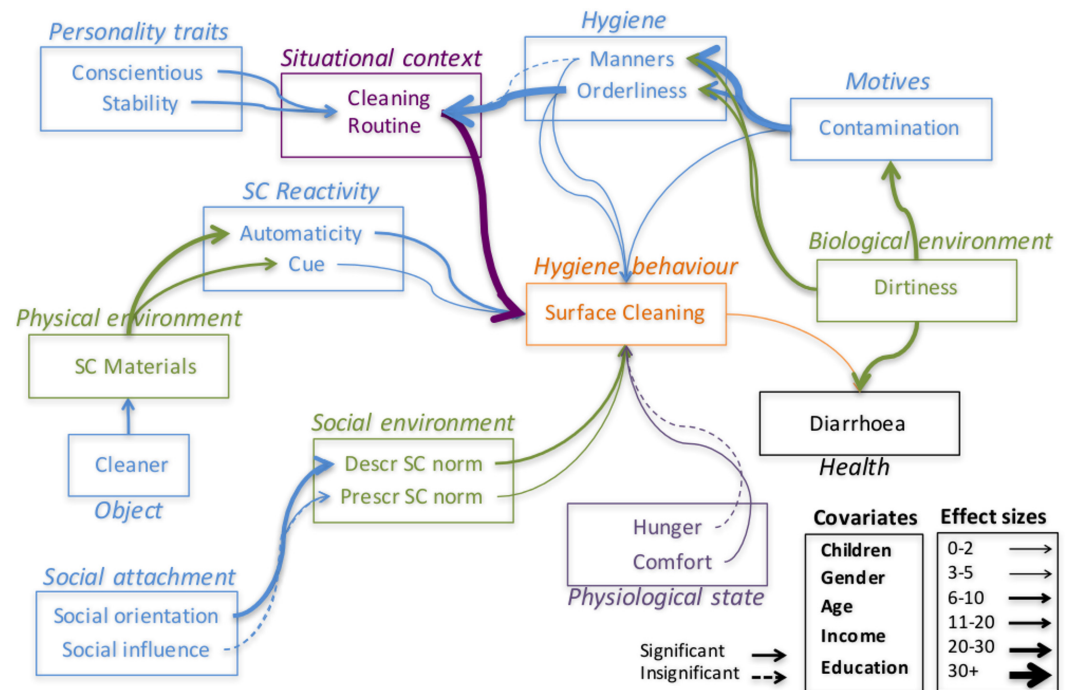 Personality traits
Conscientious
Stability
Situational context
Cleaning
Routine
Hygiene
Manners
Orderliness
Motives
Contamination
SC Reactivity
Automaticity
Cue
Biological environment
Dirtiness
Hygiene behaviour
Surface Cleaning
Physical environment
SC Materials
Cleaner
Object
Social environment
Descr SC norm
Prescr SC norm
Diarrhoea
Health
Hunger
Comfort
Physiological state
Social attachment
Social orientation
Social influence
Significant
Insignificant
Covariates
Children
Gender
Age
Income
Education
Effect sizes
0-2
3-5
6-10
11-20
20-30
30+